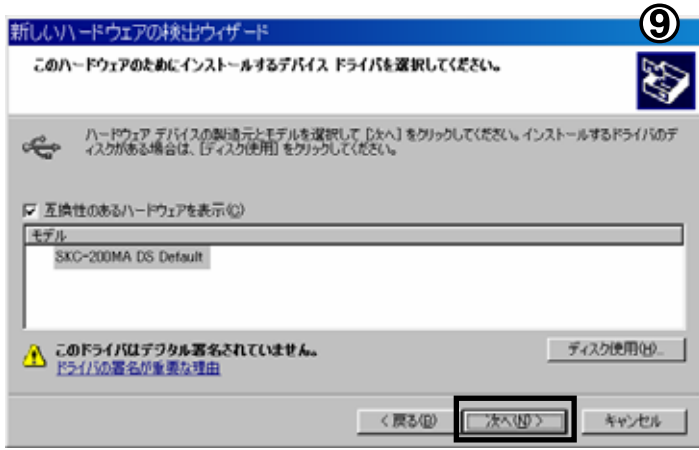 新しいハードウェアの検出ウィザード
⑨
このハードウェアのためにインストールするデバイス ドライバを選択してください。
ハードウェア デバイスの製造元とモデルを選択して [次へ] をクリックしてください。インストールするドライバのデ
ィスクがある場合は、[ディスク使用] をクリックしてください。
互換性のあるハードウェアを表示(C)
モデル
SKC-200MA DS Default
このドライバはデジタル署名されていません。
ドライバの署名が重要な理由
ディスク使用(H)...
< 戻る(B)
次へ(N) >
キャンセル